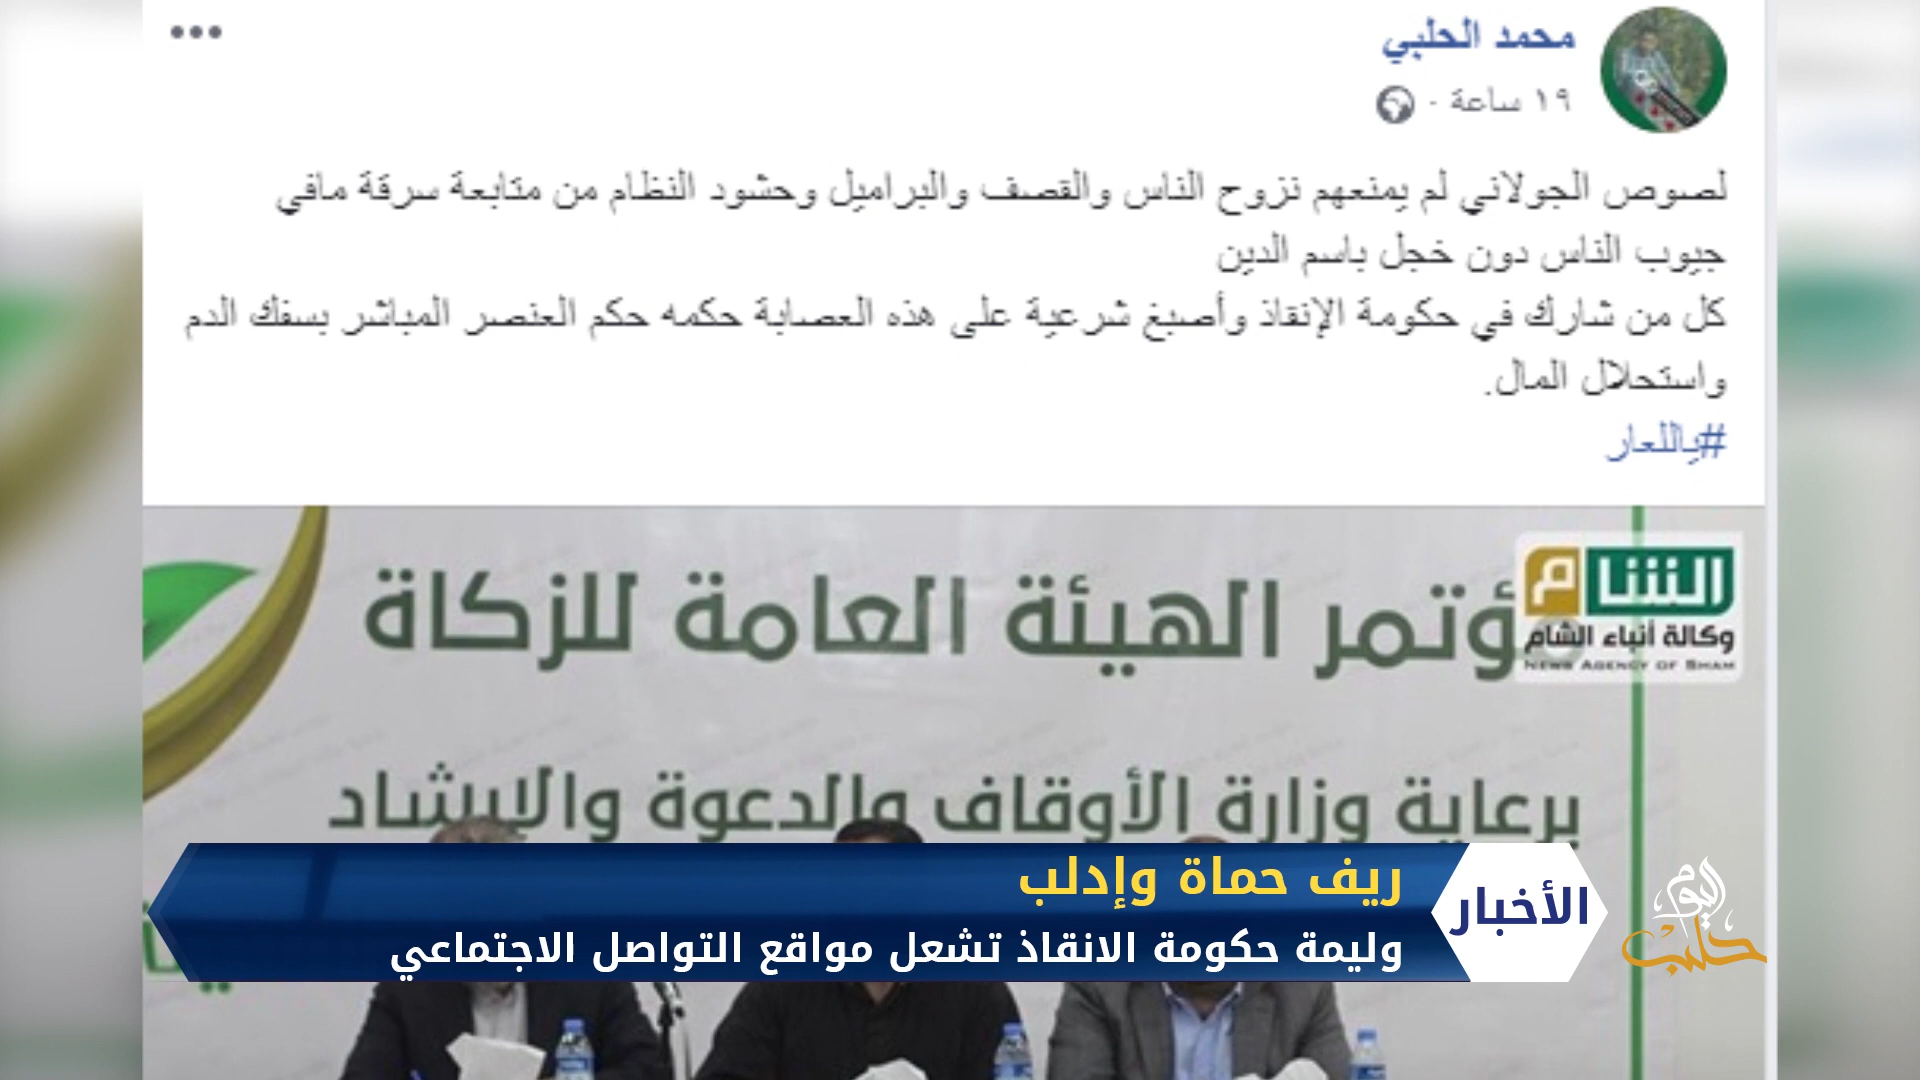 محمد الحلبي
١٩ ساعة ·
لصوص الجولاني لم يمنعهم نزوح الناس والقصف والبراميل وحشود النظام من متابعة سرقة مافي
جيوب الناس دون خجل باسم الدين
كل من شارك في حكومة الإنقاذ وأصبغ شرعية على هذه العصابة حكمه حكم العنصر المباشر بسفك الدم
واستحلال المال.
#ياللعار
الشام
وكالة أنباء الشام
NEWS AGENCY OF SHAM
مؤتمر الهيئة العامة للزكاة
برعاية وزارة الأوقاف والدعوة والإرشاد
ريف حماة وإدلب
الأخبار
وليمة حكومة الانقاذ تشعل مواقع التواصل الاجتماعي
حلب اليوم